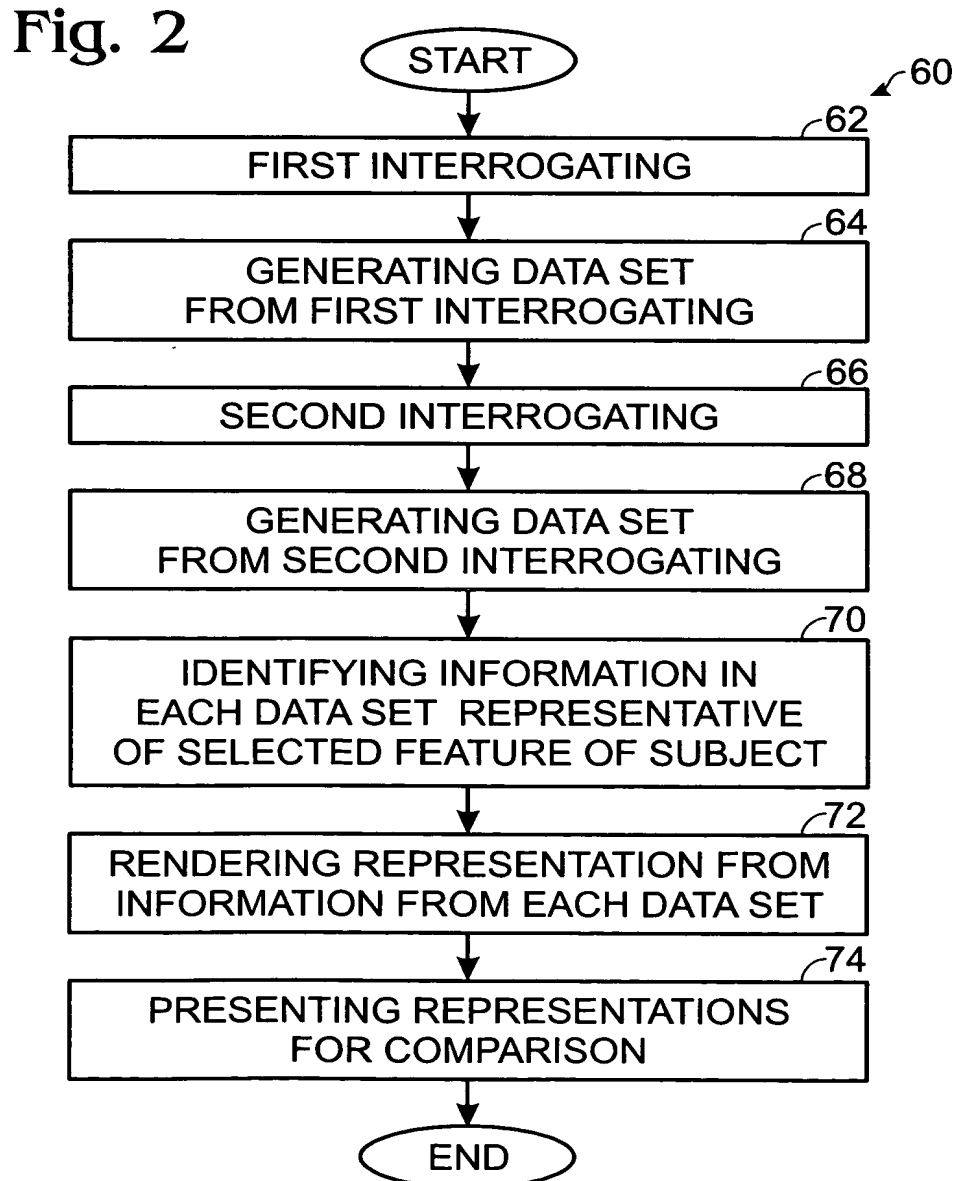 Fig. 2
START
60
62
FIRST INTERROGATING
64
GENERATING DATA SET
FROM FIRST INTERROGATING
66
SECOND INTERROGATING
68
GENERATING DATA SET
FROM SECOND INTERROGATING
70
IDENTIFYING INFORMATION IN
EACH DATA SET REPRESENTATIVE
OF SELECTED FEATURE OF SUBJECT
72
RENDERING REPRESENTATION FROM
INFORMATION FROM EACH DATA SET
74
PRESENTING REPRESENTATIONS
FOR COMPARISON
END